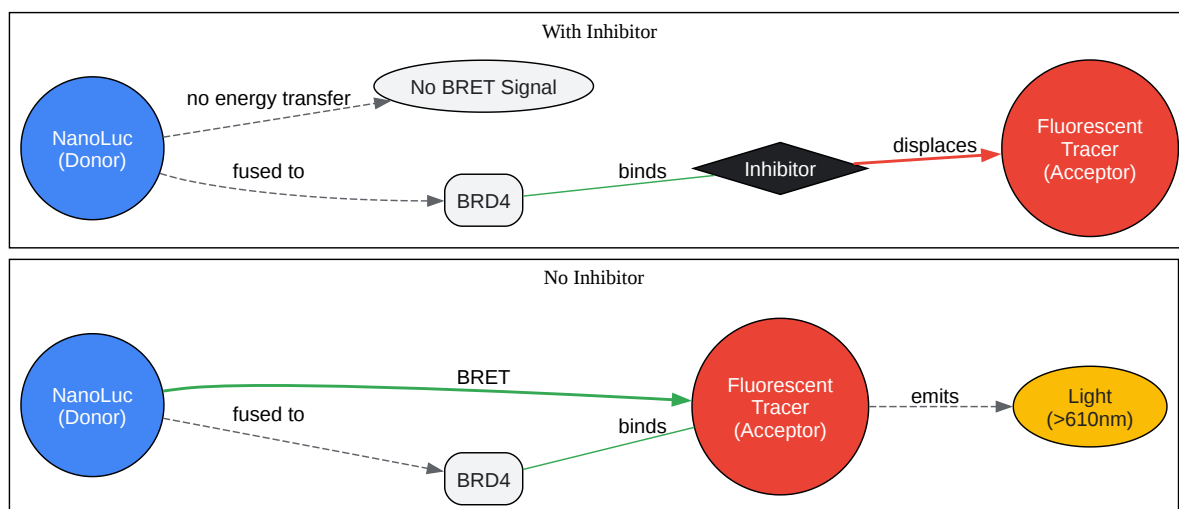 With Inhibitor
NanoLuc
(Donor)
no energy transfer
No BRET Signal
fused to
BRD4
binds
Inhibitor
displaces
Fluorescent
Tracer
(Acceptor)
No Inhibitor
NanoLuc
(Donor)
BRET
fused to
BRD4
binds
Fluorescent
Tracer
(Acceptor)
emits
Light
(>610nm)